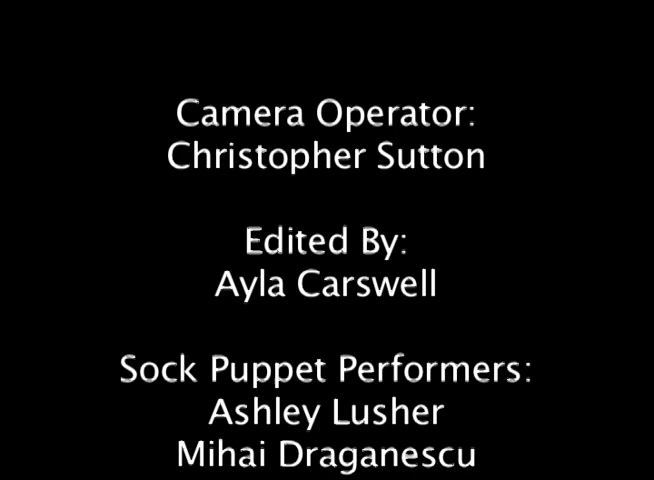 Camera Operator:
Christopher Sutton
Edited By:
Ayla Carswell
Sock Puppet Performers:
Ashley Lusher
Mihai Draganescu